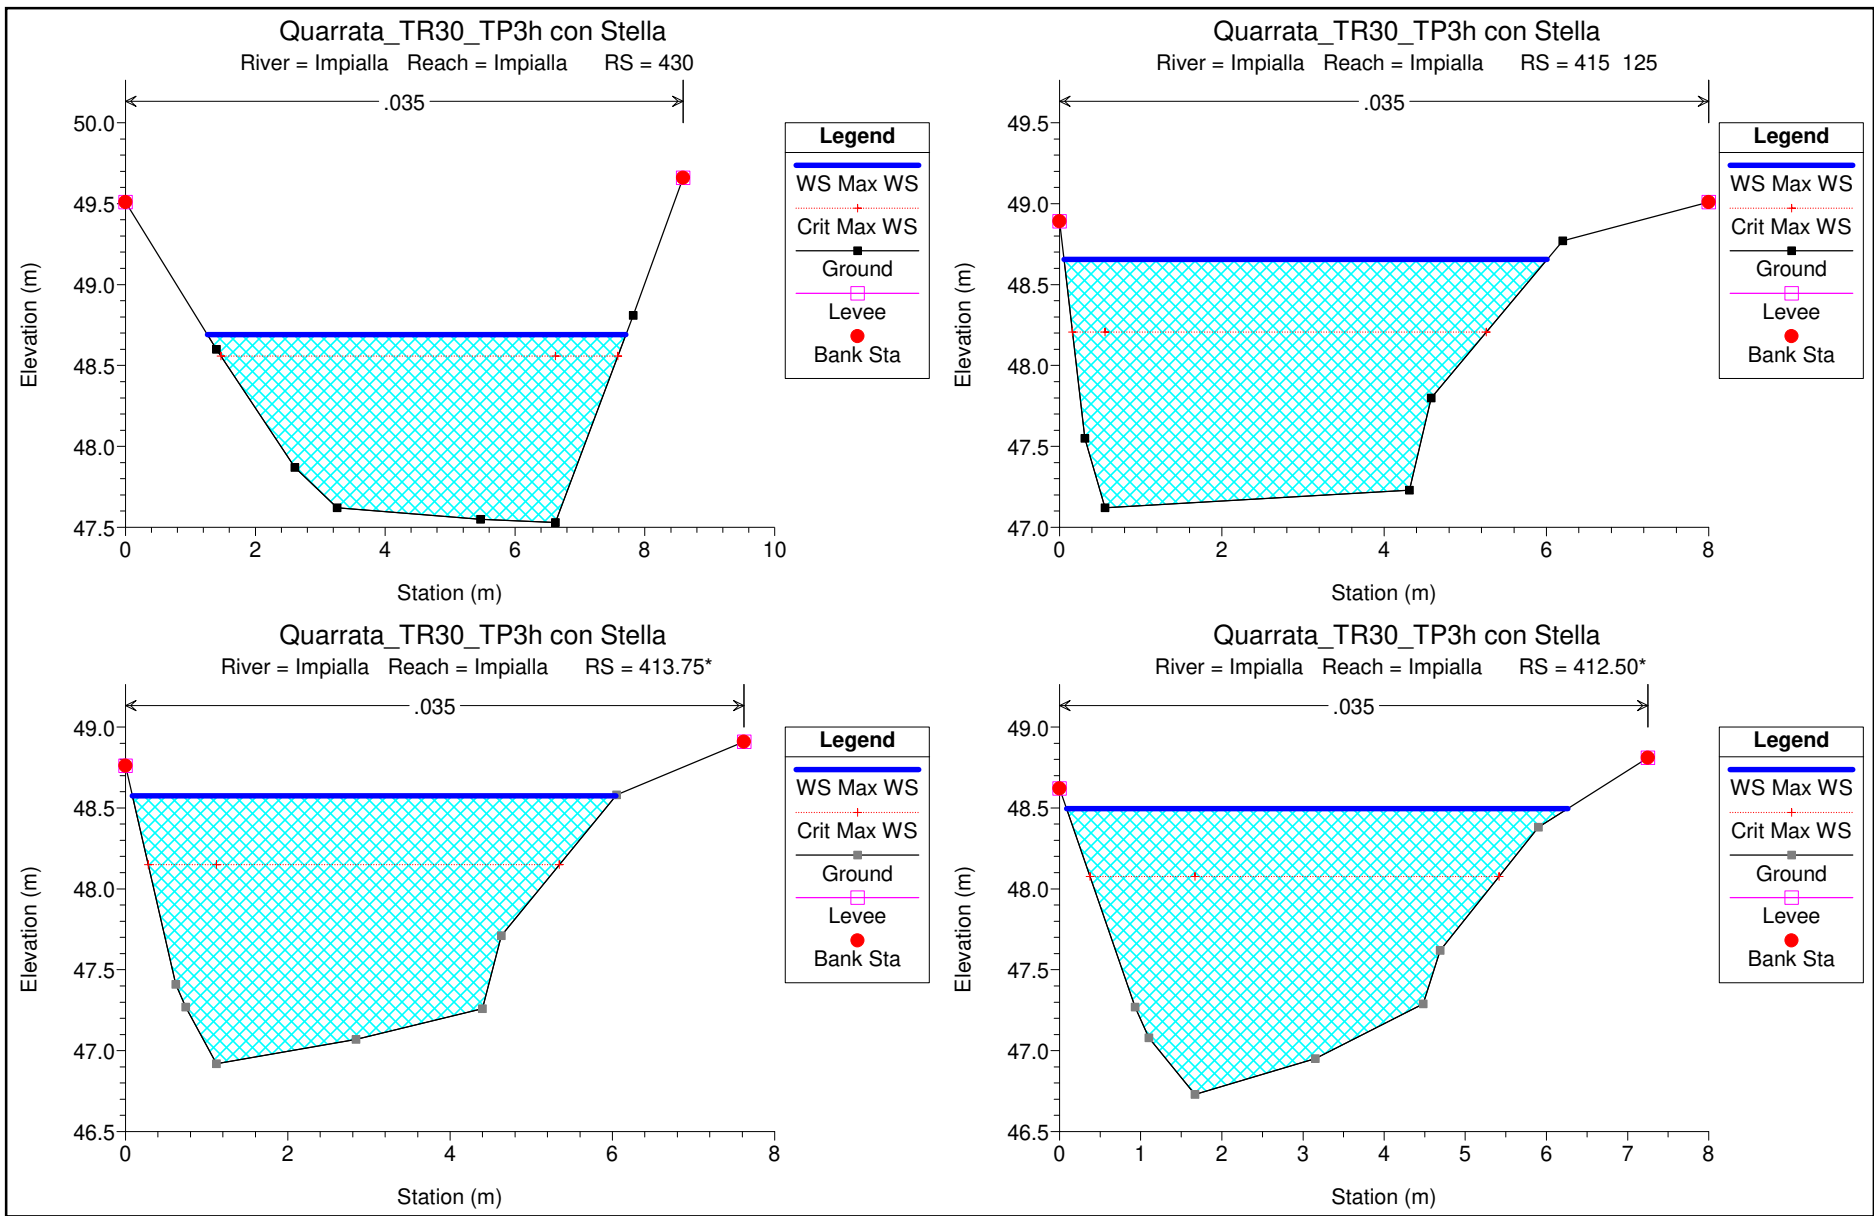 Quarrata_TR30_TP3h con Stella
River = Impialla Reach = Impialla RS = 430
.035
50.0
49.5
49.0
48.5
48.0
47.5
0 2 4 6 8 10
Station (m)
Elevation (m)
Legend
WS Max WS
Crit Max WS
Ground
Levee
Bank Sta
Quarrata_TR30_TP3h con Stella
River = Impialla Reach = Impialla RS = 415 125
.035
49.5
49.0
48.5
48.0
47.5
47.0
0 2 4 6 8
Station (m)
Elevation (m)
Legend
WS Max WS
Crit Max WS
Ground
Levee
Bank Sta
Quarrata_TR30_TP3h con Stella
River = Impialla Reach = Impialla RS = 413.75*
.035
49.0
48.5
48.0
47.5
47.0
46.5
0 2 4 6 8
Station (m)
Elevation (m)
Legend
WS Max WS
Crit Max WS
Ground
Levee
Bank Sta
Quarrata_TR30_TP3h con Stella
River = Impialla Reach = Impialla RS = 412.50*
.035
49.0
48.5
48.0
47.5
47.0
46.5
0 1 2 3 4 5 6 7 8
Station (m)
Elevation (m)
Legend
WS Max WS
Crit Max WS
Ground
Levee
Bank Sta